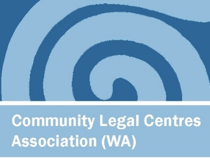 Community Legal Centres
Association (WA)